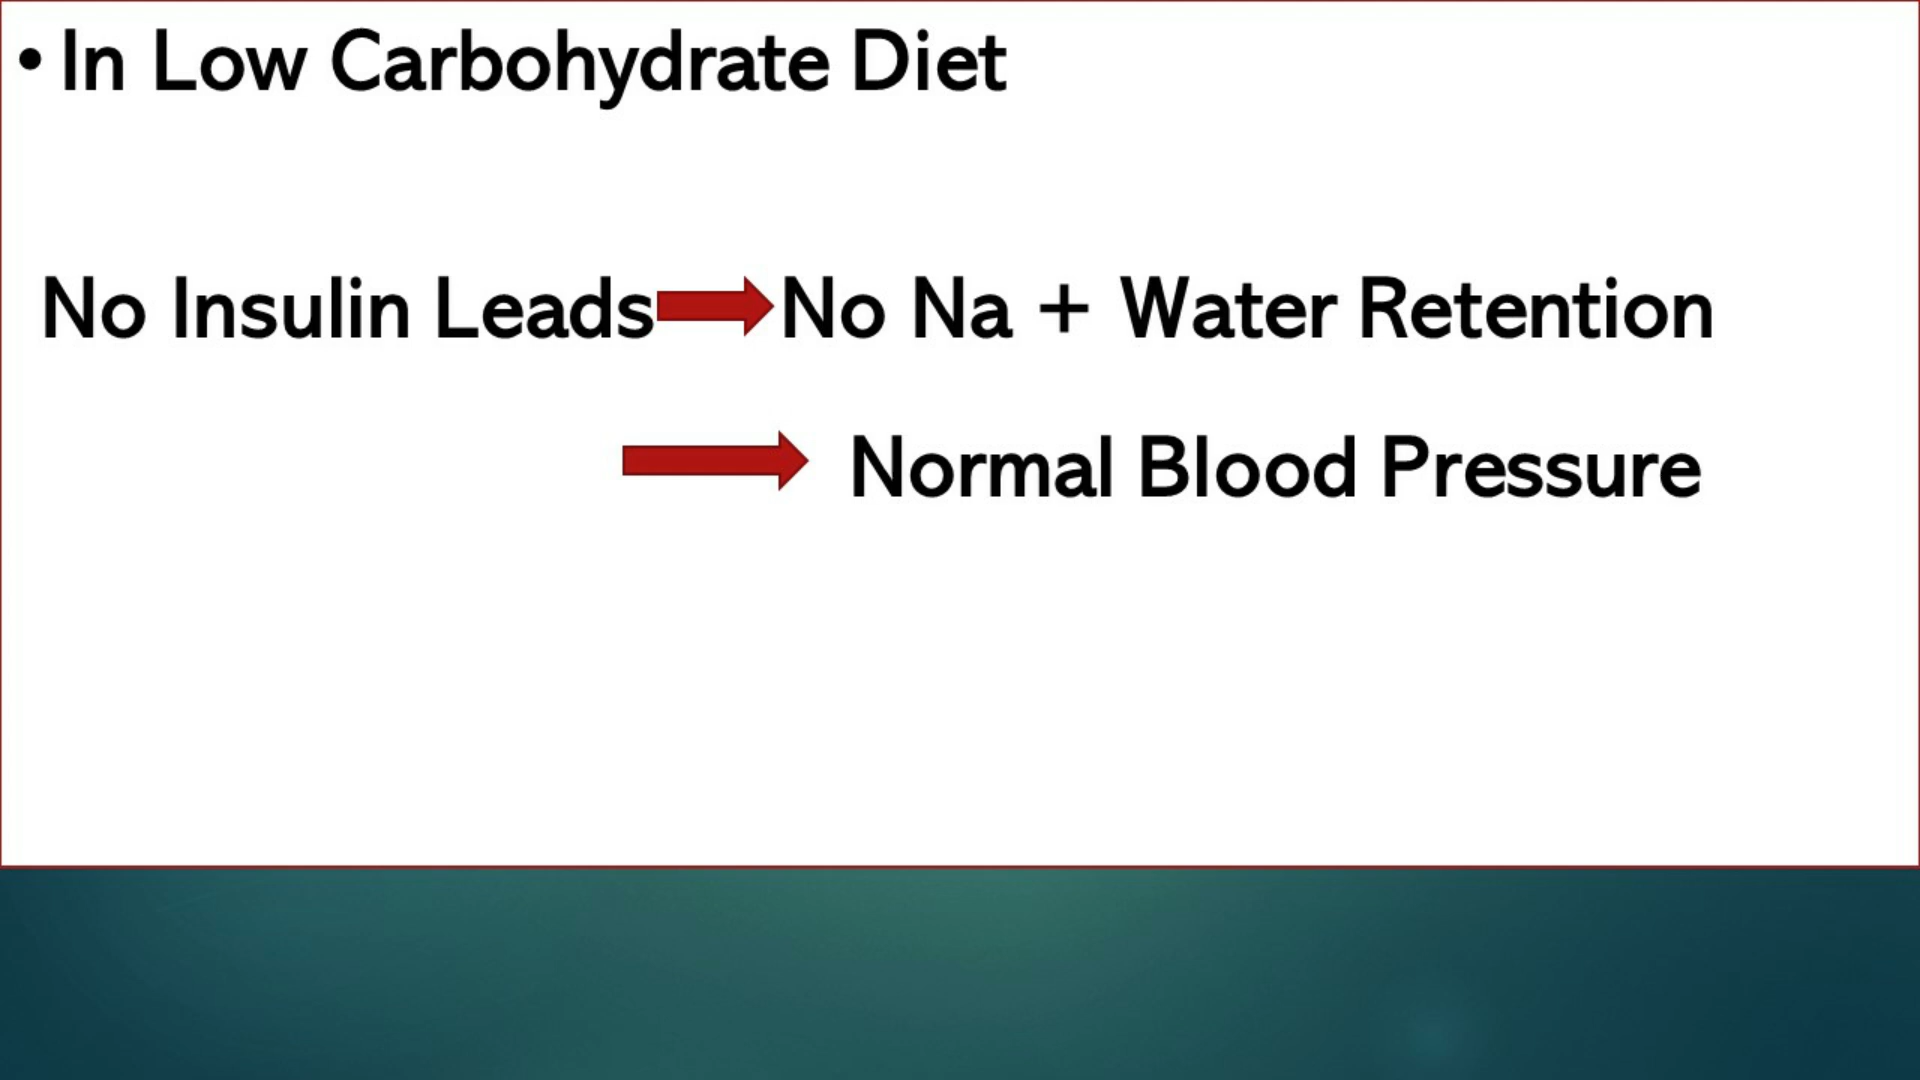 • In Low Carbohydrate Diet
No Insulin Leads No Na + Water Retention
Normal Blood Pressure